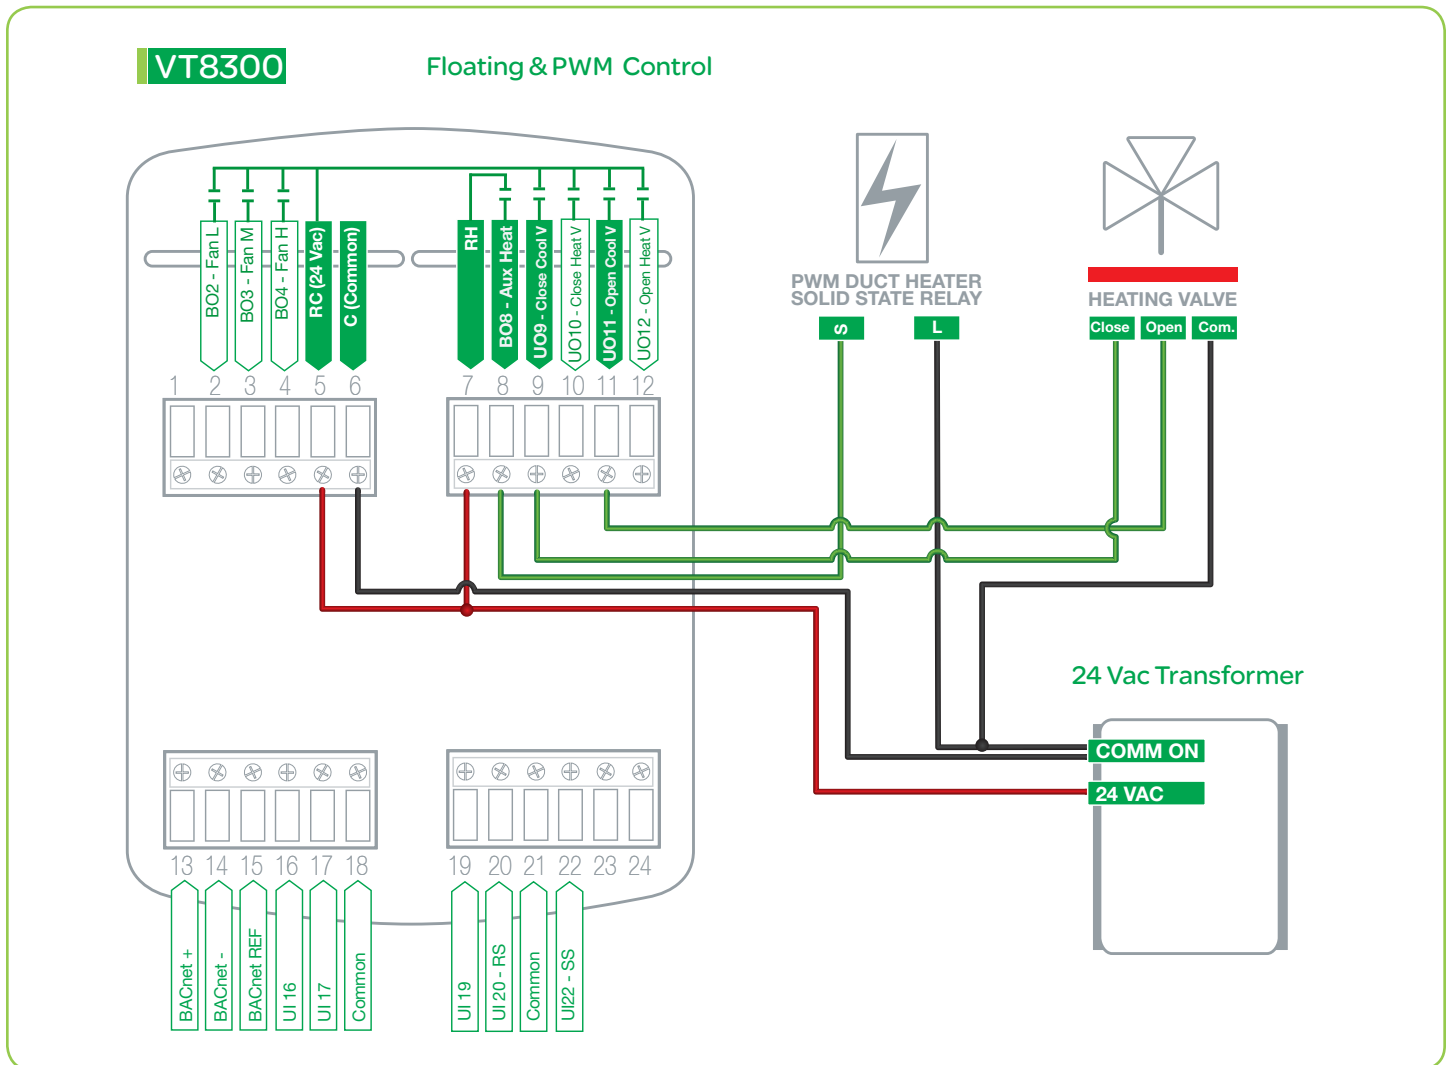 VT8300
Floating & PWM Control
BO2 - Fan L
BO3 - Fan M
BO4 - Fan H
RC (24 Vac)
C (Common)
RH
BO8 - Aux Heat
UO9 - Close Cool V
UO10 - Close Heat V
UO11 - Open Cool V
UO12 - Open Heat V
1 2 3 4 5 6
7 8 9 10 11 12
PWM DUCT HEATER
SOLID STATE RELAY
S
L
HEATING VALVE
Close Open Com.
24 Vac Transformer
COMM ON
24 VAC
13 14 15 16 17 18
19 20 21 22 23 24
BACnet +
BACnet -
BACnet REF
UI 16
UI 17
Common
UI 19
UI 20 - RS
Common
UI22 - SS